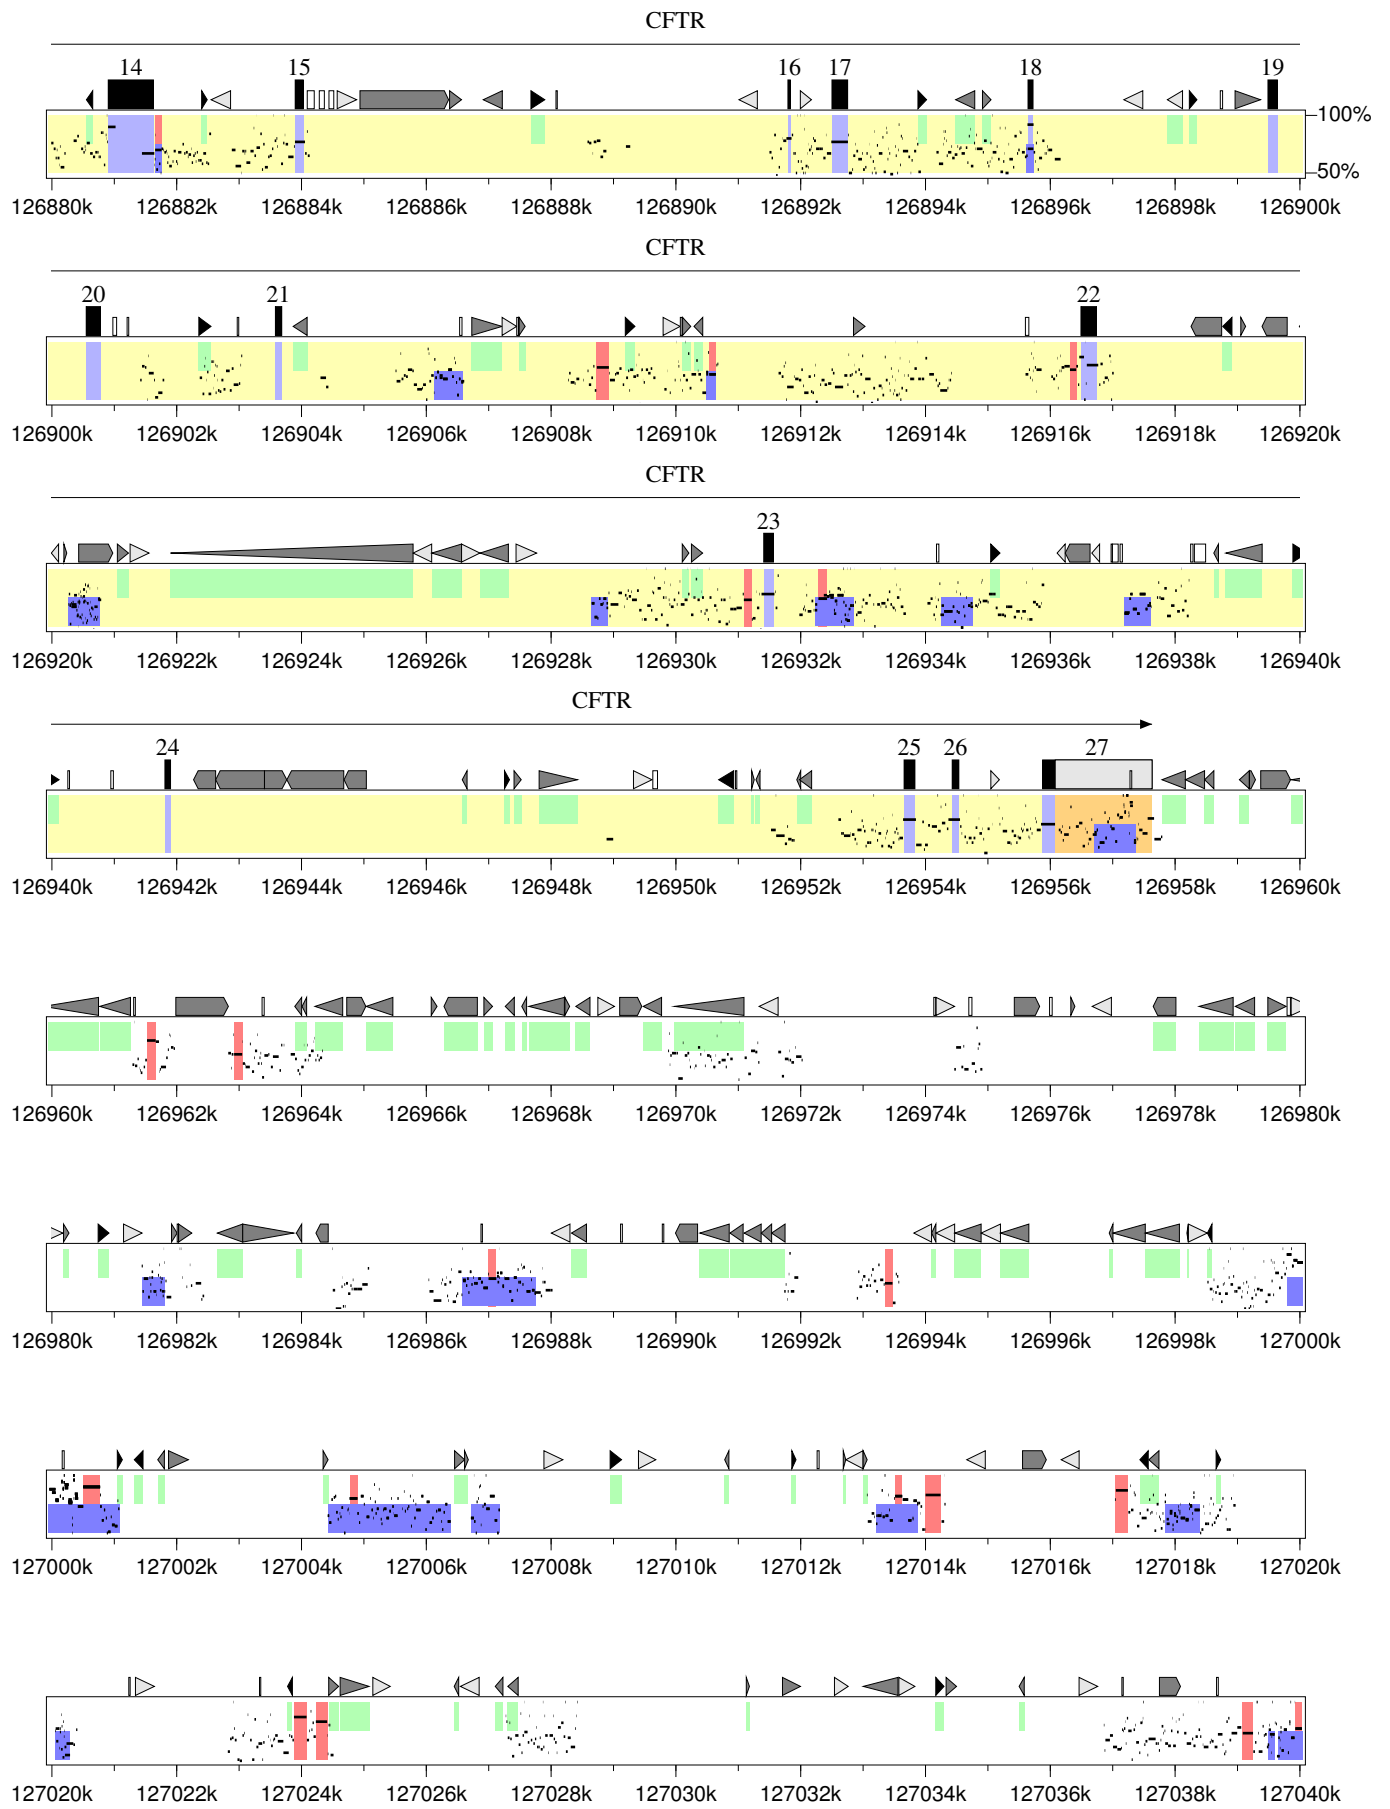 CFTR
14 15 16 17 18 19
100%
50%
126880k 126882k 126884k 126886k 126888k 126890k 126892k 126894k 126896k 126898k 126900k
CFTR
20 21 22
126900k 126902k 126904k 126906k 126908k 126910k 126912k 126914k 126916k 126918k 126920k
CFTR
23
126920k 126922k 126924k 126926k 126928k 126930k 126932k 126934k 126936k 126938k 126940k
CFTR
24 25 26 27
126940k 126942k 126944k 126946k 126948k 126950k 126952k 126954k 126956k 126958k 126960k
126960k 126962k 126964k 126966k 126968k 126970k 126972k 126974k 126976k 126978k 126980k
126980k 126982k 126984k 126986k 126988k 126990k 126992k 126994k 126996k 126998k 127000k
127000k 127002k 127004k 127006k 127008k 127010k 127012k 127014k 127016k 127018k 127020k
127020k 127022k 127024k 127026k 127028k 127030k 127032k 127034k 127036k 127038k 127040k